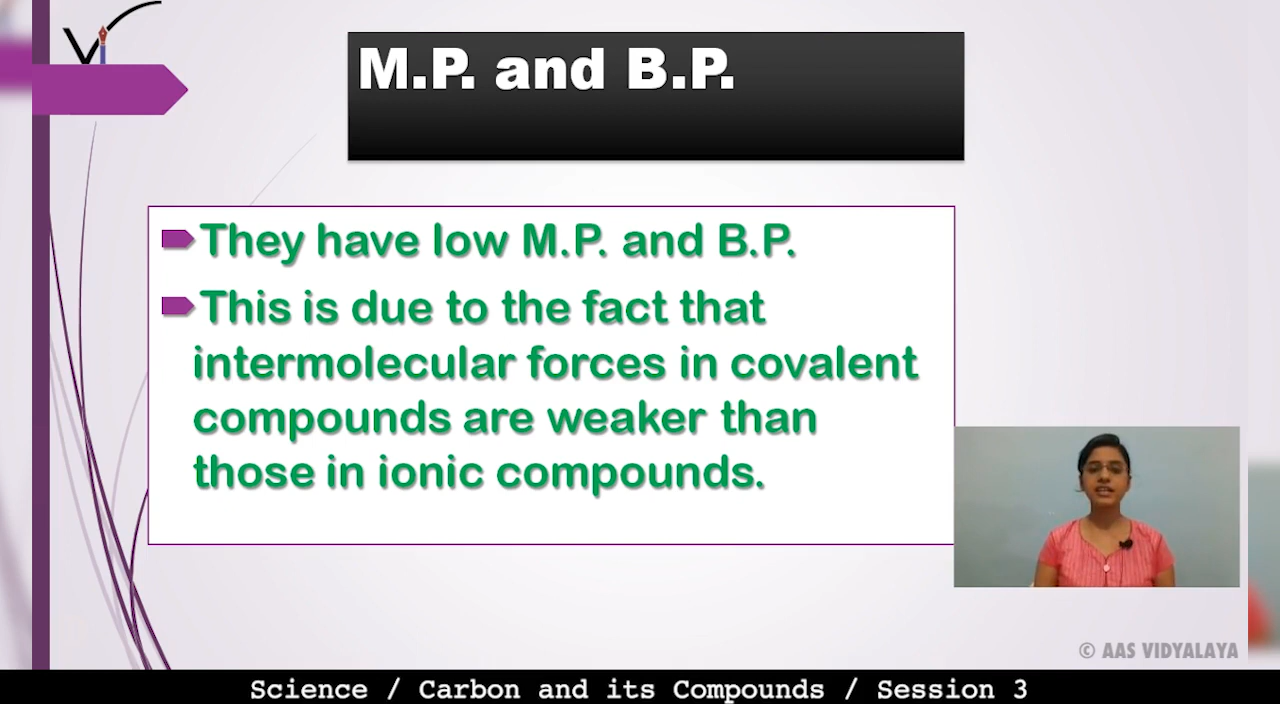 M.P. and B.P.
They have low M.P. and B.P.
This is due to the fact that
intermolecular forces in covalent
compounds are weaker than
those in ionic compounds.
© AAS VIDYALAYA
Science / Carbon and its Compounds / Session 3